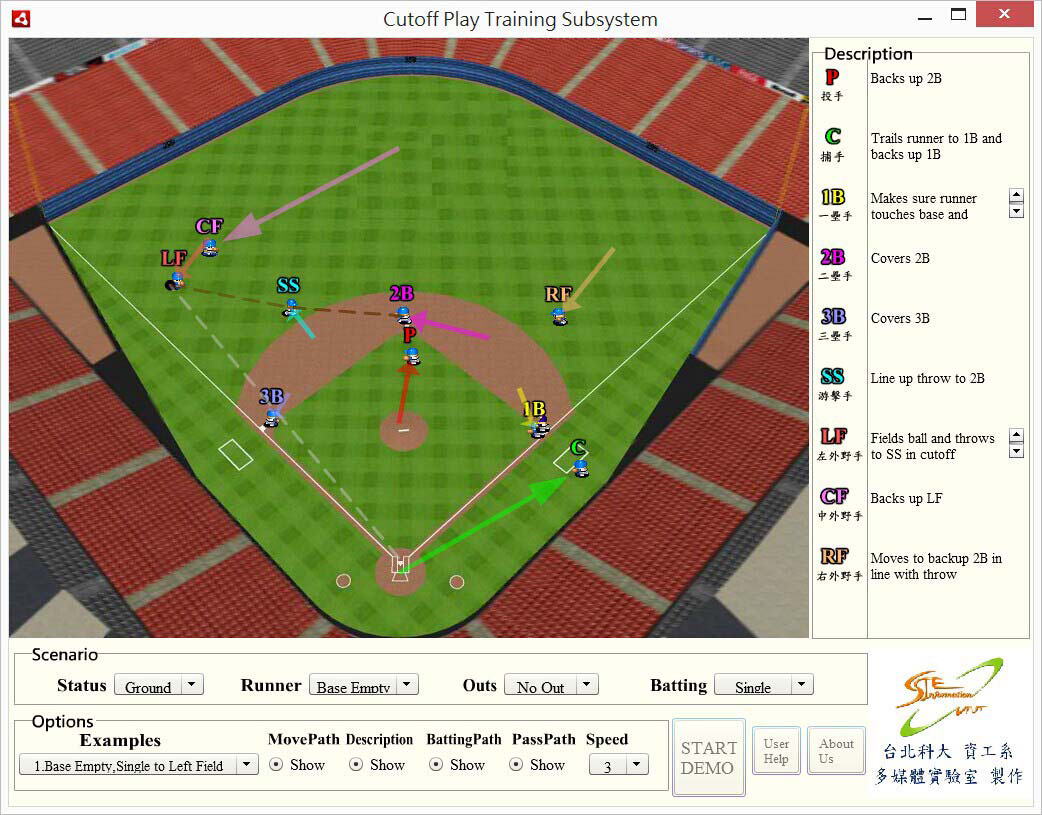 Cutoff Play Training Subsystem
CF
LF
SS
2B
RF
P
3B
1B
C
Description
P
投手
Backs up 2B
C
捕手
Trails runner to 1B and
backs up 1B
1B
一壘手
Makes sure runner
touches base and
2B
二壘手
Covers 2B
3B
三壘手
Covers 3B
SS
游擊手
Line up throw to 2B
LF
左外野手
Fields ball and throws
to SS in cutoff
CF
中外野手
Backs up LF
RF
右外野手
Moves to backup 2B in
line with throw
Scenario
Status Ground Runner Base Empty Outs No Out Batting Single
Options
Examples MovePath Description BattingPath PassPath Speed
1.Base Empty,Single to Left Field Show Show Show Show 3
START
DEMO
User
Help
About
Us
台北科大 資工系
多媒體實驗室 製作